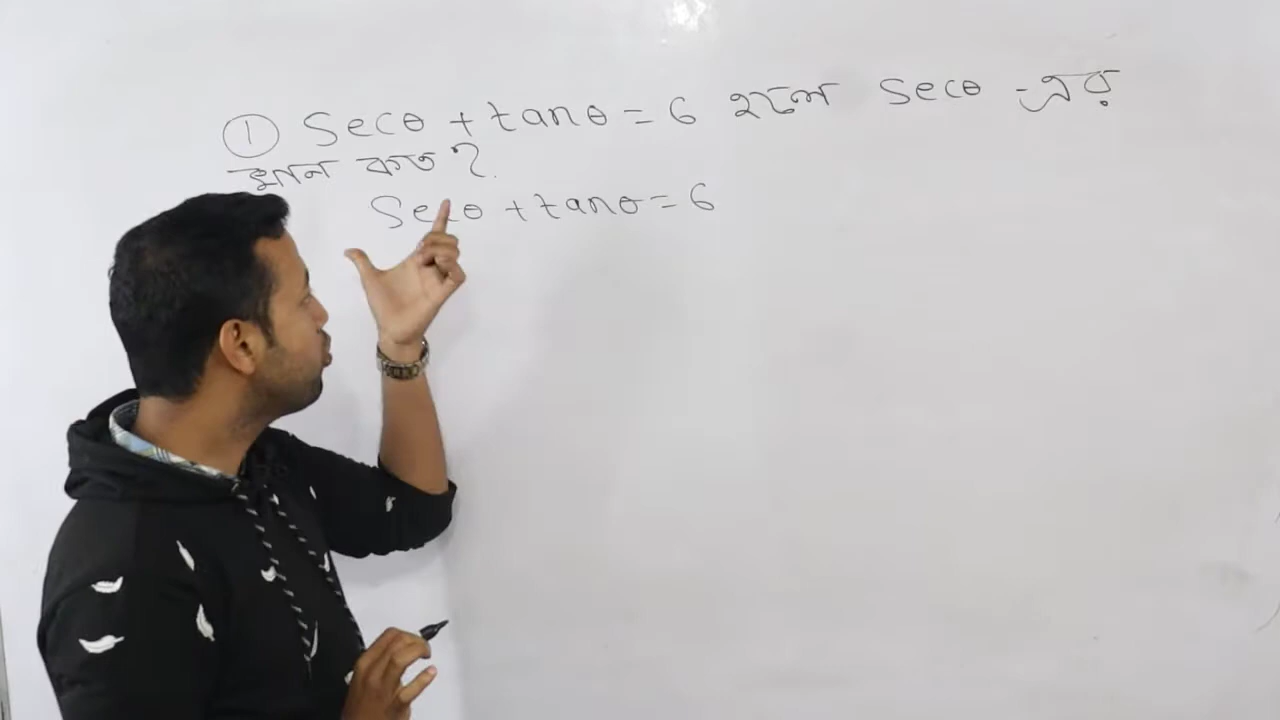 ① Secθ + tanθ = 6 হলে Secθ -এর
মান কত?
Secθ + tanθ = 6